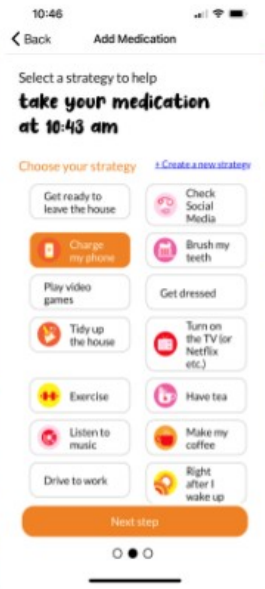 10:46
Back Add Medication
Select a strategy to help
take your medication
at 10:43 am
Choose your strategy + Create a new strategy
Get ready to
leave the house
Check
Social
Media
Charge
my phone
Brush my
teeth
Play video
games
Get dressed
Tidy up
the house
Turn on
the TV (or
Netflix
etc.)
Exercise
Have tea
Listen to
music
Make my
coffee
Drive to work
Right
after I
wake up
Next step